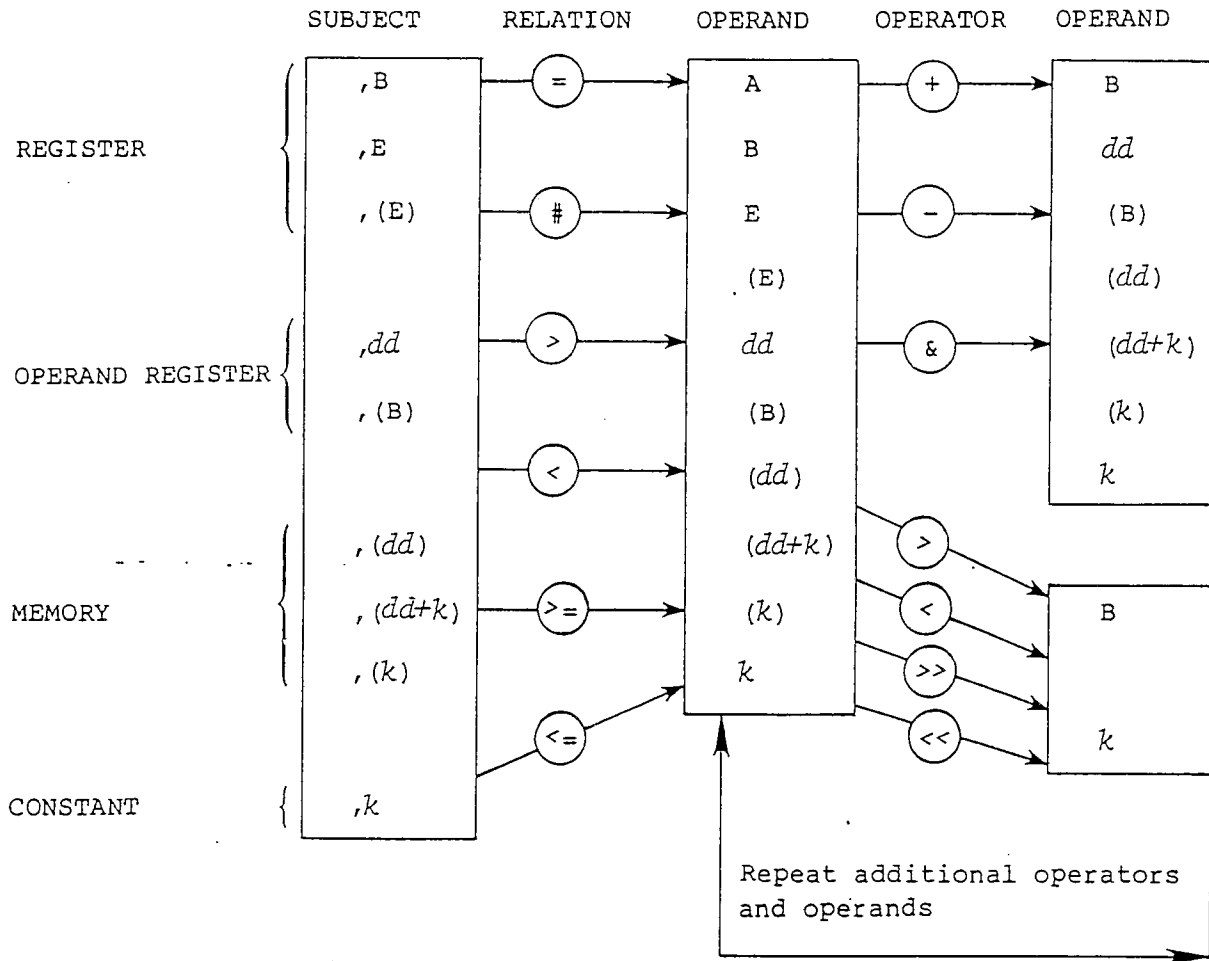 SUBJECT RELATION OPERAND OPERATOR OPERAND
,B = A + B
REGISTER ,E B dd
,(E) # E - (B)
(E) (dd)
,dd > dd & (dd+k)
OPERAND REGISTER
,(B) (B) (k)
< (dd) k
,(dd) (dd+k) >
MEMORY ,(dd+k) >= (k) < B
,(k) k >>
<= << k
CONSTANT ,k
Repeat additional operators
and operands